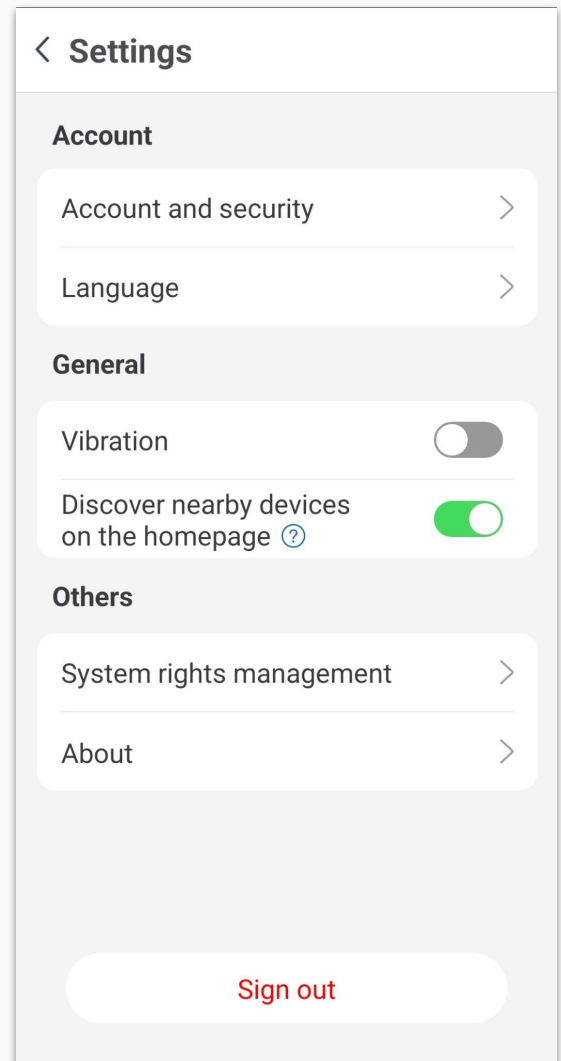 Settings
Account
Account and security
Language
General
Vibration
Discover nearby devices
on the homepage ?
Others
System rights management
About
Sign out